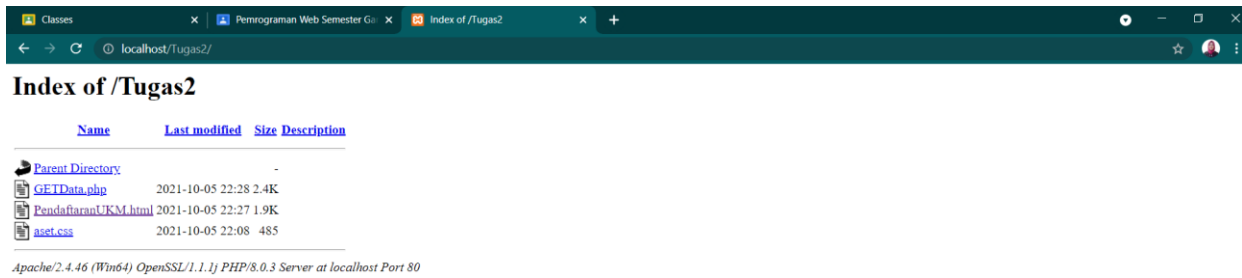 Classes
Pemrograman Web Semester Ga
Index of /Tugas2
localhost/Tugas2/
Index of /Tugas2
Name Last modified Size Description
Parent Directory -
GETData.php 2021-10-05 22:28 2.4K
PendaftaranUKM.html 2021-10-05 22:27 1.9K
aset.css 2021-10-05 22:08 485
Apache/2.4.46 (Win64) OpenSSL/1.1.1j PHP/8.0.3 Server at localhost Port 80